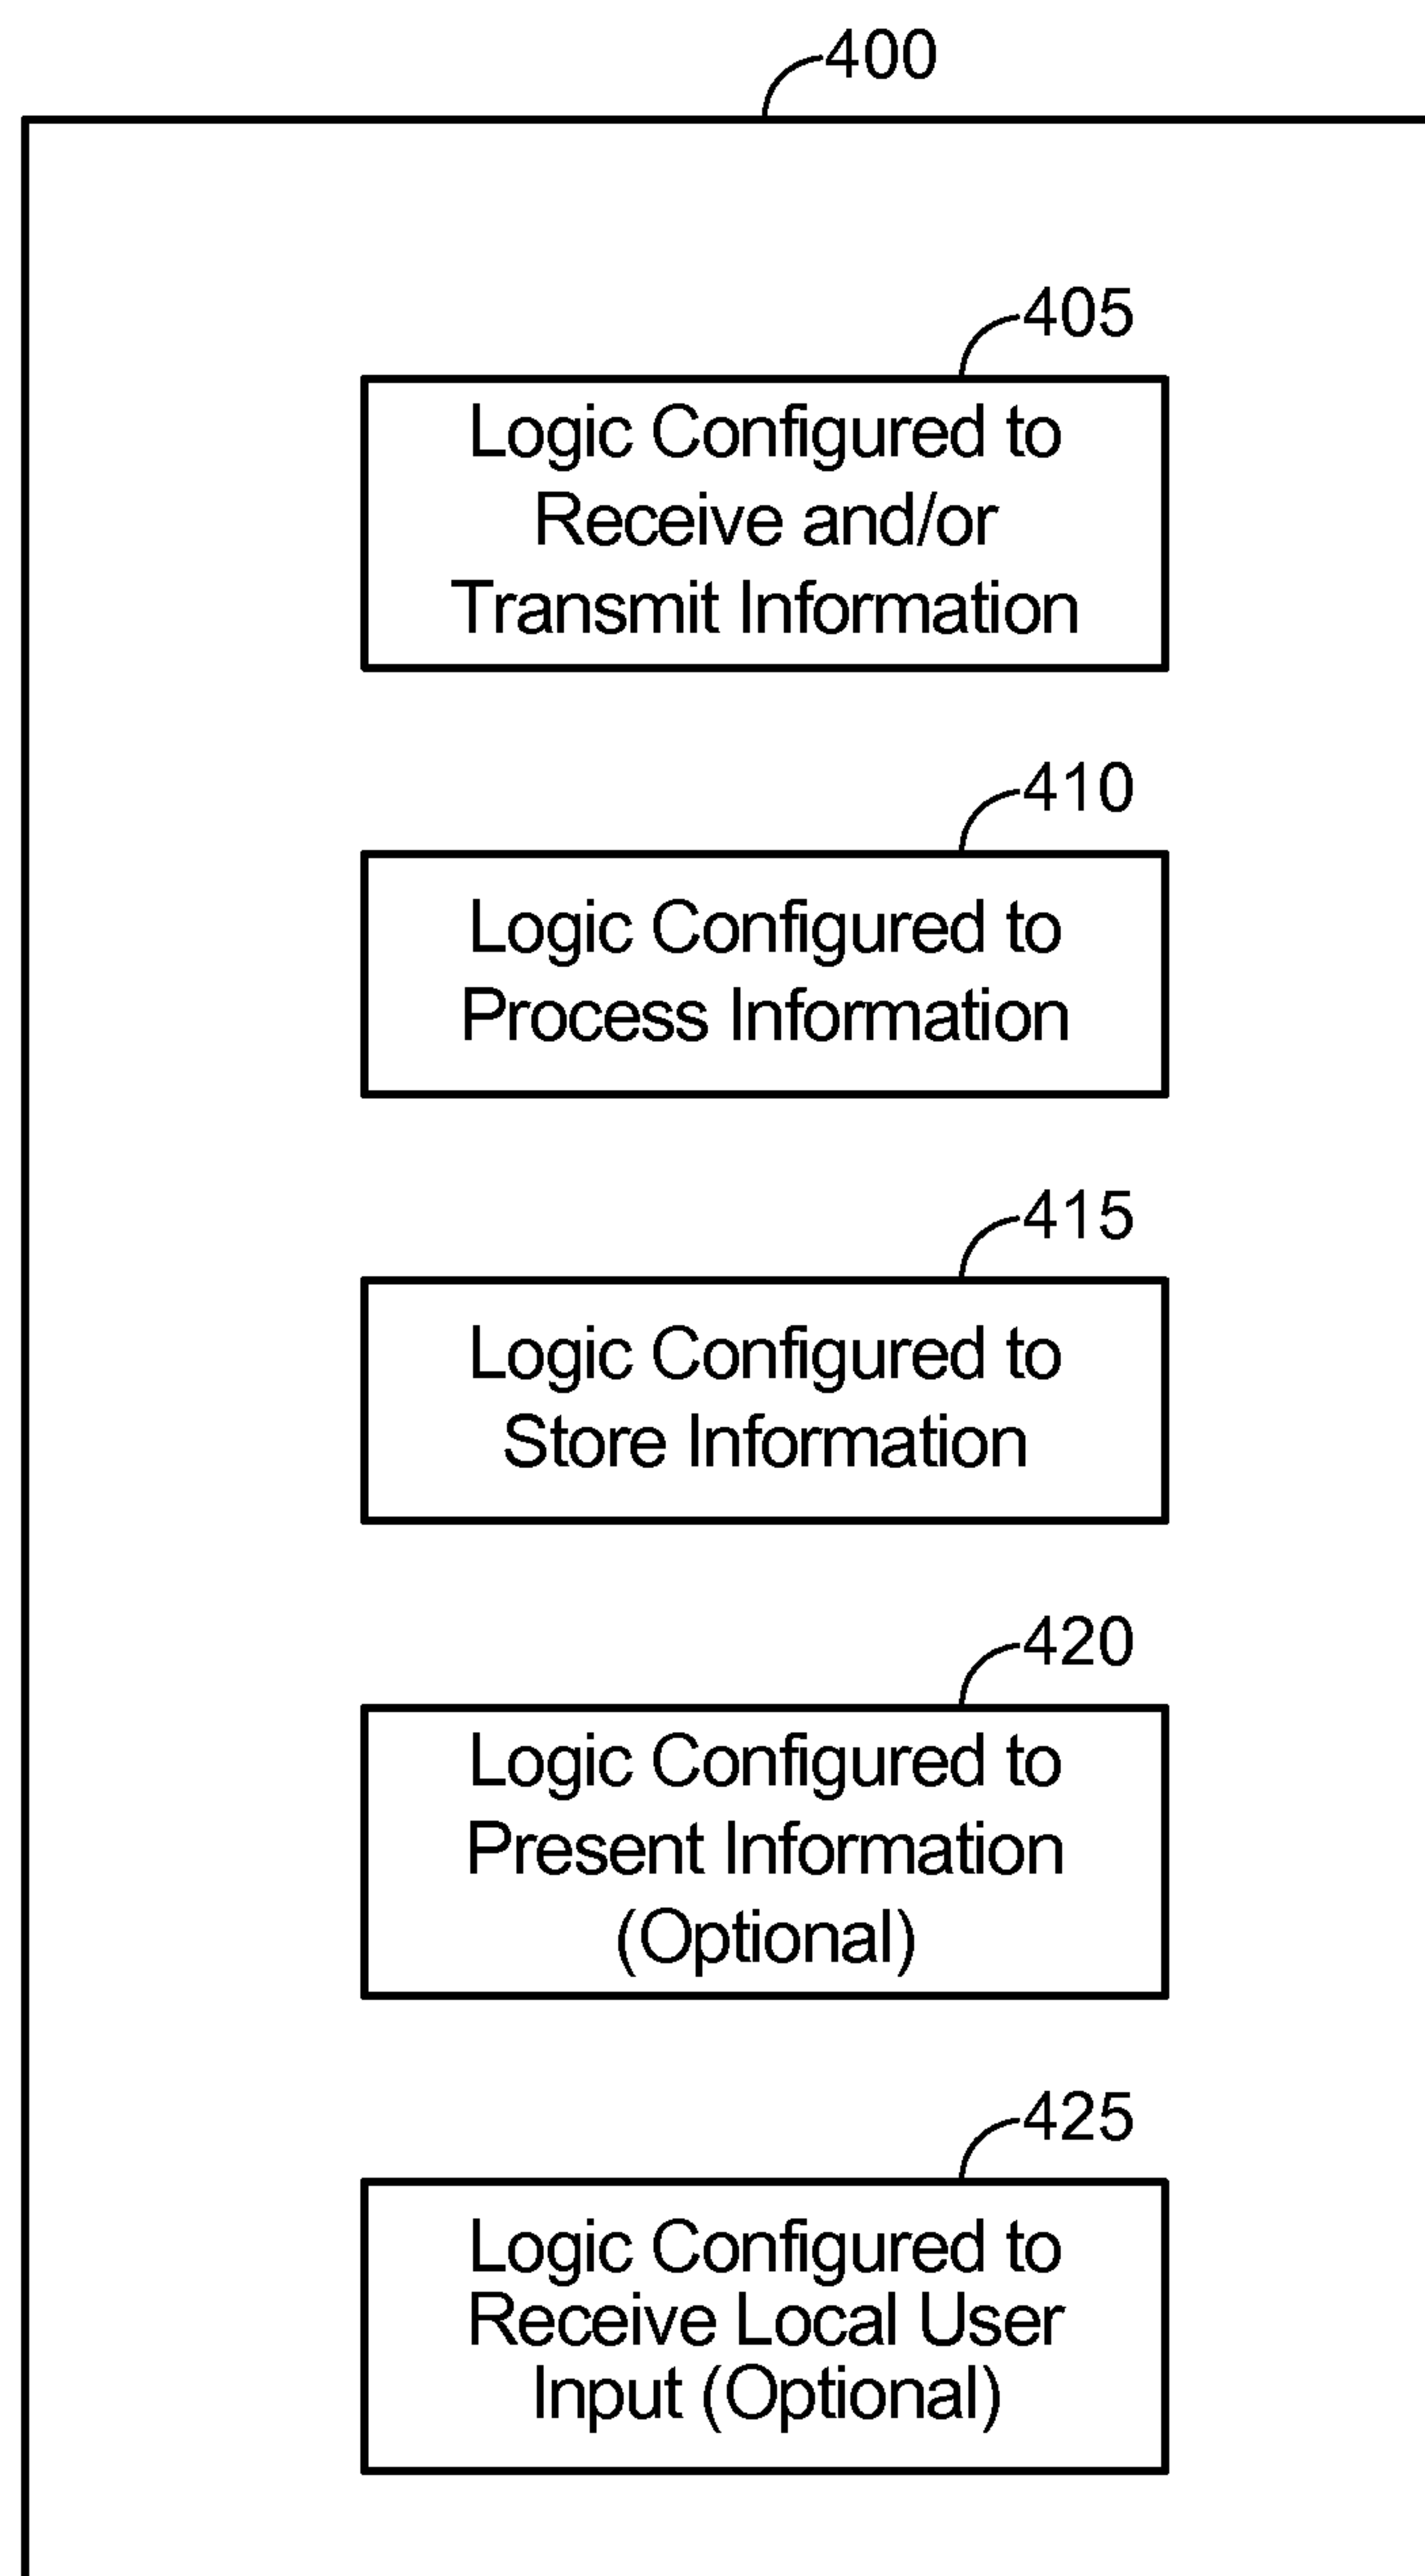 400
405
Logic Configured to
Receive and/or
Transmit Information
410
Logic Configured to
Process Information
415
Logic Configured to
Store Information
420
Logic Configured to
Present Information
(Optional)
425
Logic Configured to
Receive Local User
Input (Optional)